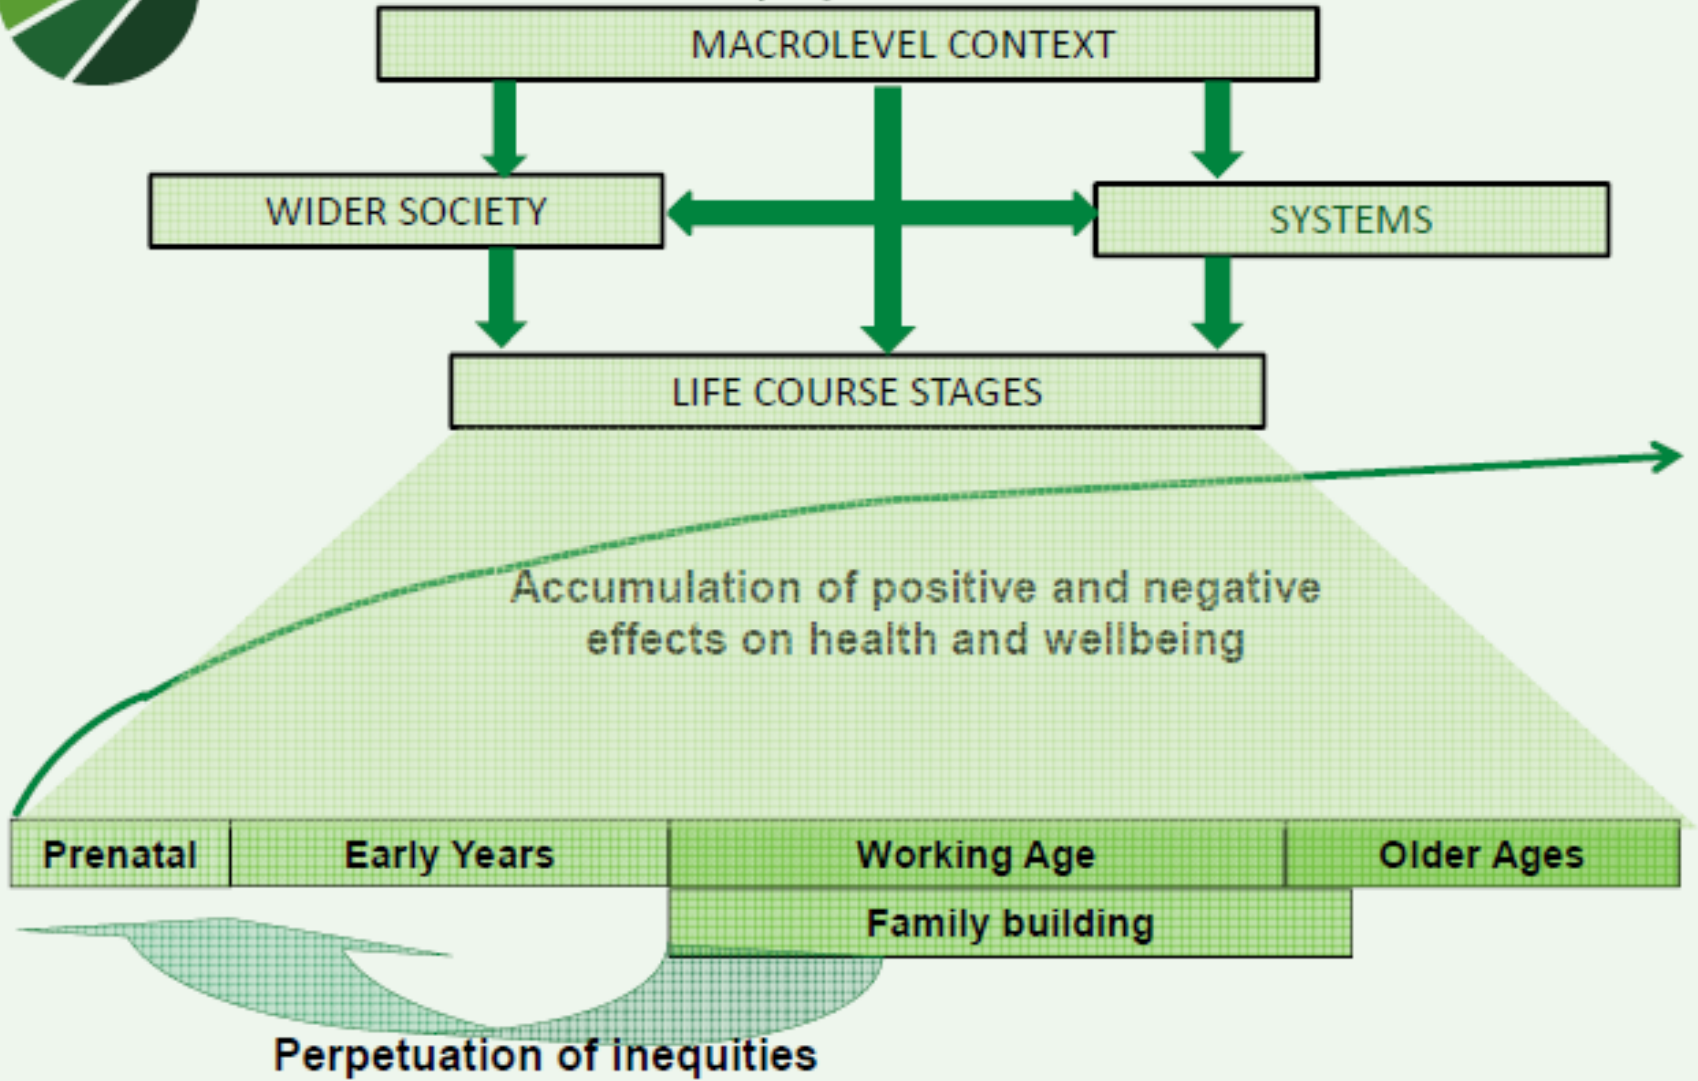 MACROLEVEL CONTEXT
WIDER SOCIETY
SYSTEMS
LIFE COURSE STAGES
Accumulation of positive and negative
effects on health and wellbeing
Prenatal
Early Years
Working Age
Older Ages
Family building
Perpetuation of inequities